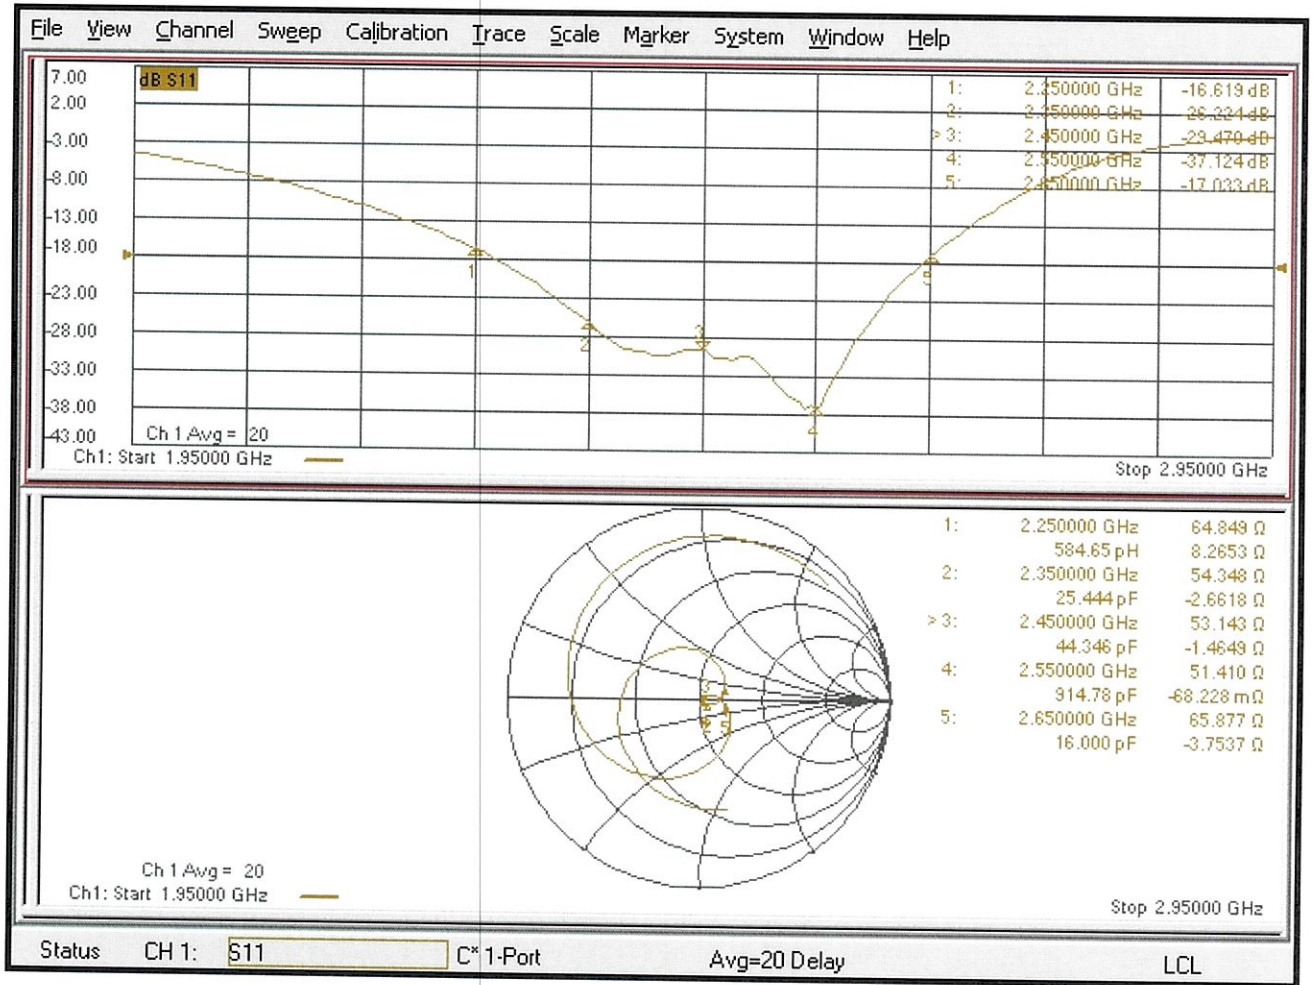 File View Channel Sweep Calibration Trace Scale Marker System Window Help
7.00
2.00
-3.00
-8.00
-13.00
-18.00
-23.00
-28.00
-33.00
-38.00
-43.00
dB S11
1: 2.250000 GHz -16.619 dB
2: 2.350000 GHz -26.224 dB
> 3: 2.450000 GHz -29.470 dB
4: 2.550000 GHz -37.124 dB
5: 2.650000 GHz -17.033 dB
1
2
3
4
5
Ch 1 Avg = 20
Ch1: Start 1.95000 GHz
Stop 2.95000 GHz
1: 2.250000 GHz 64.849 Ω
584.65 pH 8.2653 Ω
2: 2.350000 GHz 54.348 Ω
25.444 pF -2.6618 Ω
> 3: 2.450000 GHz 53.143 Ω
44.346 pF -1.4649 Ω
4: 2.550000 GHz 51.410 Ω
914.78 pF -68.228 mΩ
5: 2.650000 GHz 65.877 Ω
16.000 pF -3.7537 Ω
Ch 1 Avg = 20
Ch1: Start 1.95000 GHz
Stop 2.95000 GHz
Status CH 1: S11 C* 1-Port Avg=20 Delay LCL